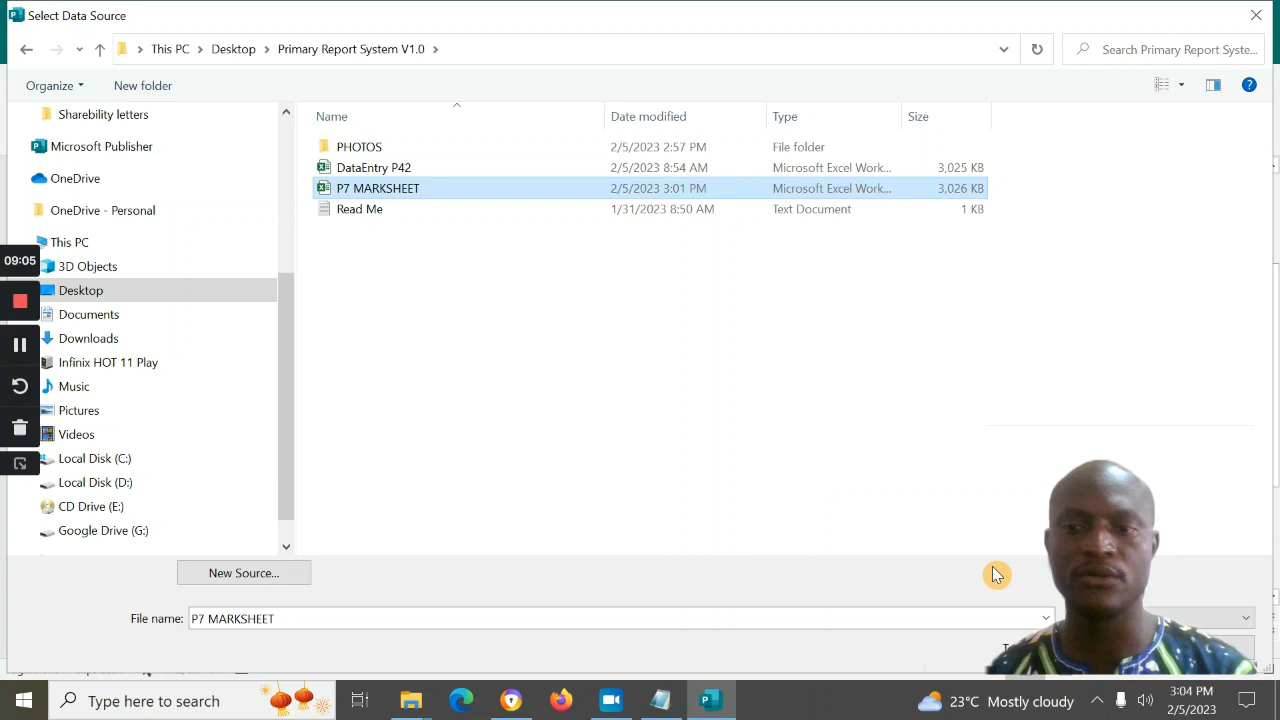 Select Data Source
This PC
Desktop
Primary Report System V1.0
Search Primary Report Syste...
Organize
New folder
Name
Date modified
Type
Size
Sharebility letters
Microsoft Publisher
OneDrive
OneDrive - Personal
This PC
3D Objects
Desktop
Documents
Downloads
Infinix HOT 11 Play
Music
Pictures
Videos
Local Disk (C:)
Local Disk (D:)
CD Drive (E:)
Google Drive (G:)
PHOTOS 2/5/2023 2:57 PM File folder
DataEntry P42 2/5/2023 8:54 AM Microsoft Excel Work... 3,025 KB
P7 MARKSHEET 2/5/2023 3:01 PM Microsoft Excel Work... 3,026 KB
Read Me 1/31/2023 8:50 AM Text Document 1 KB
09:05
New Source...
File name: P7 MARKSHEET
Type here to search
23°C Mostly cloudy
3:04 PM
2/5/2023